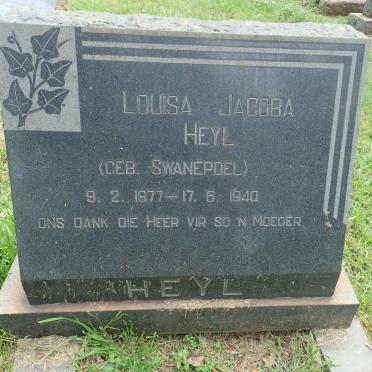 LOUISA JACOBA
HEYL
(GEB. SWANEPOEL)
9. 2. 1877 — 17. 6. 1940
ONS DANK DIE HEER VIR SO 'N MOEDER
HEYL